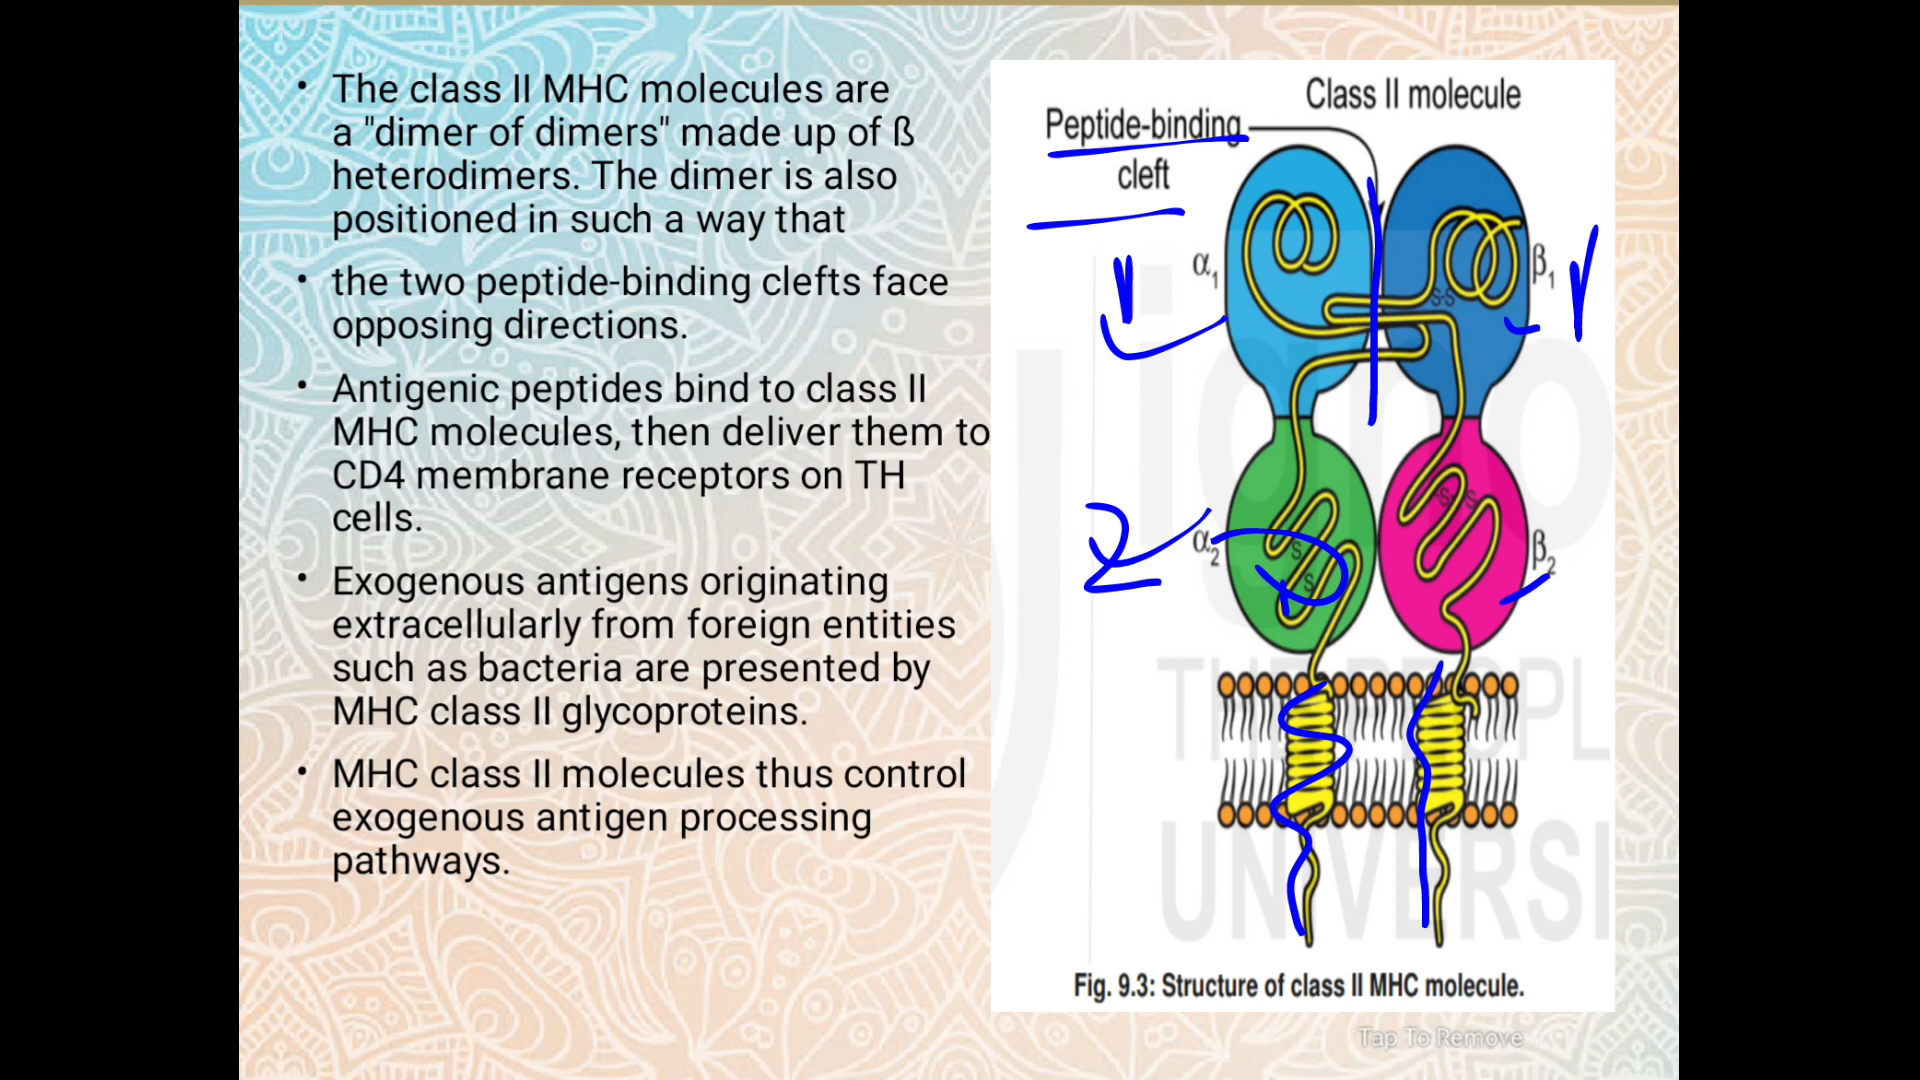 • The class II MHC molecules are
a "dimer of dimers" made up of ß
heterodimers. The dimer is also
positioned in such a way that
• the two peptide-binding clefts face
opposing directions.
• Antigenic peptides bind to class II
MHC molecules, then deliver them to
CD4 membrane receptors on TH
cells.
• Exogenous antigens originating
extracellularly from foreign entities
such as bacteria are presented by
MHC class II glycoproteins.
• MHC class II molecules thus control
exogenous antigen processing
pathways.
Class II molecule
Peptide-binding
cleft
α1
β1
S-S
S S
2
α2
β2
S
S
ignou
THE PEOPL
UNIVERSI
Fig. 9.3: Structure of class II MHC molecule.
Tap To Remove